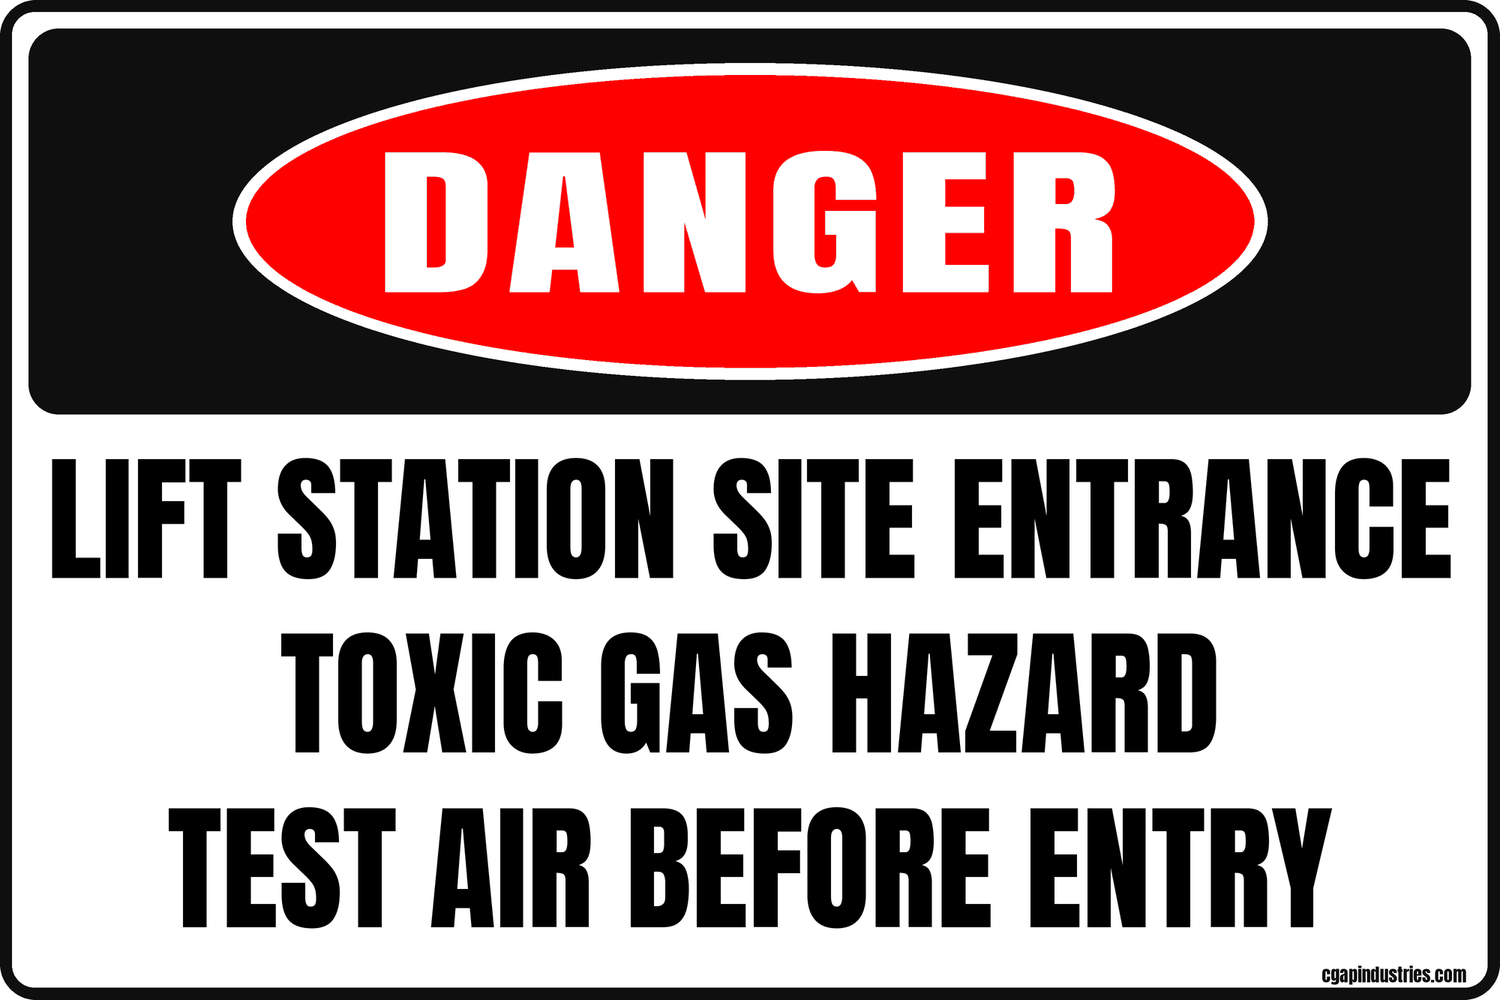 DANGER
LIFT STATION SITE ENTRANCE
TOXIC GAS HAZARD
TEST AIR BEFORE ENTRY
cgapindustries.com